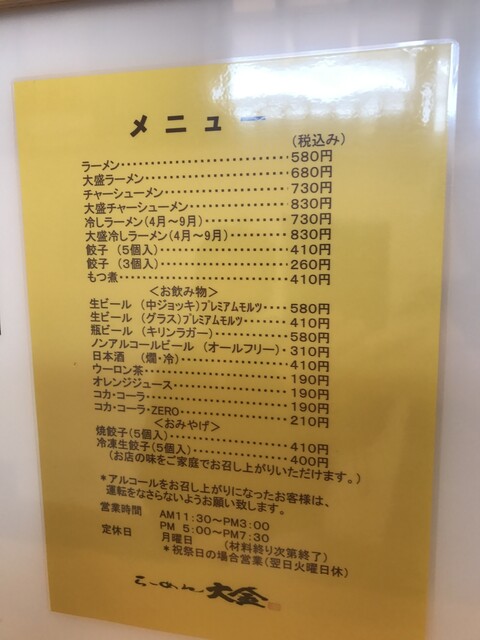 メニュー
(税込み)
ラーメン‥‥‥‥‥‥‥‥‥‥580円
大盛ラーメン‥‥‥‥‥‥‥‥680円
チャーシューメン‥‥‥‥‥‥730円
大盛チャーシューメン‥‥‥‥830円
冷しラーメン(4月〜9月)‥‥‥730円
大盛冷しラーメン(4月〜9月)‥‥830円
餃子 (5個入)‥‥‥‥‥‥‥410円
餃子 (3個入)‥‥‥‥‥‥‥260円
もつ煮‥‥‥‥‥‥‥‥‥‥410円
<お飲み物>
生ビール (中ジョッキ)プレミアムモルツ‥‥580円
生ビール (グラス)プレミアムモルツ‥‥‥410円
瓶ビール (キリンラガー)‥‥‥‥580円
ノンアルコールビール (オールフリー)・310円
日本酒 (燗・冷)‥‥‥‥‥‥410円
ウーロン茶‥‥‥‥‥‥‥‥190円
オレンジジュース‥‥‥‥‥‥190円
コカ・コーラ‥‥‥‥‥‥‥190円
コカ・コーラ・ZERO‥‥‥‥‥210円
<おみやげ>
焼餃子(5個入)‥‥‥‥‥‥410円
冷凍生餃子(5個入)‥‥‥‥‥400円
(お店の味をご家庭でお召し上がりいただけます。)
*アルコールをお召し上がりになったお客様は、
運転をなさらないようお願い致します。
営業時間 AM11:30〜PM3:00
PM 5:00〜PM7:30
定休日 月曜日 (材料終り次第終了)
*祝祭日の場合営業(翌日火曜日休)
らーめん 大金